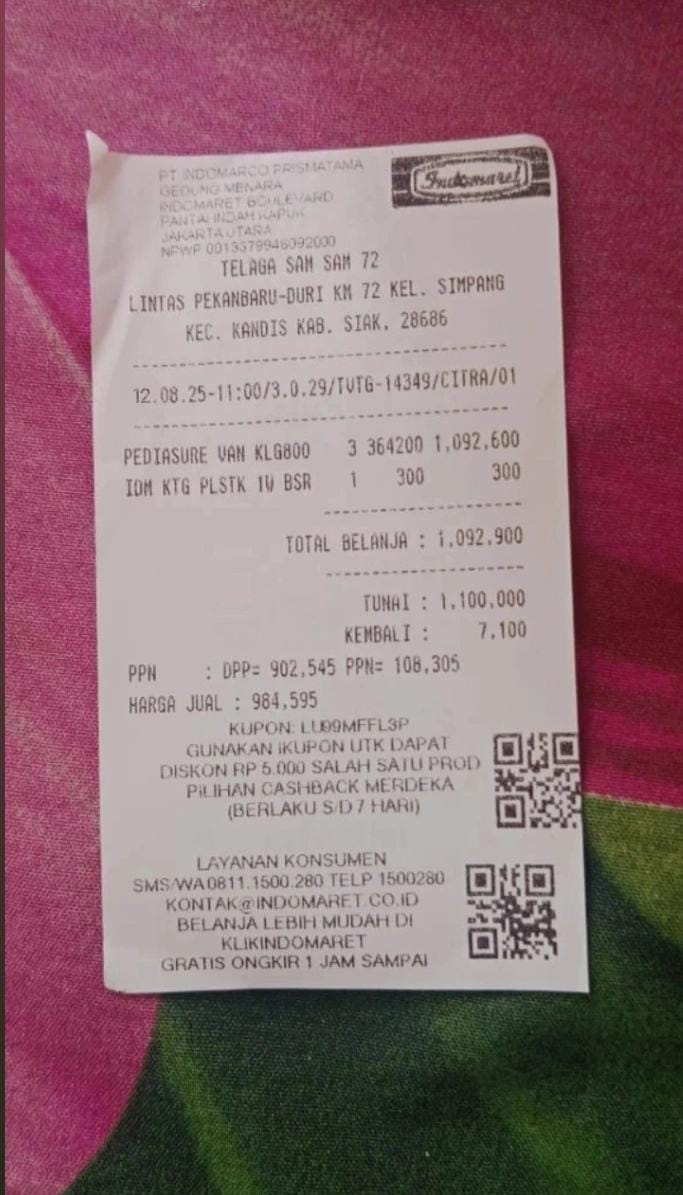 PT INDOMARCO PRISMATAMA
GEDUNG MENARA
INDOMARET BOULEVARD
PANTAI INDAH KAPUK
JAKARTA UTARA
NPWP 0013379946092000
Indomaret
TELAGA SAM SAM 72
LINTAS PEKANBARU-DURI KM 72 KEL. SIMPANG
KEC. KANDIS KAB. SIAK, 28686
12.08.25-11:00/3.0.29/TVTG-14349/CITRA/01
PEDIASURE VAN KLG800 3 364200 1,092,600
IDM KTG PLSTK 1W BSR 1 300 300
TOTAL BELANJA : 1,092,900
TUNAI : 1,100,000
KEMBALI : 7,100
PPN : DPP= 902,545 PPN= 108,305
HARGA JUAL : 984,595
KUPON: LU99MFFL3P
GUNAKAN IKUPON UTK DAPAT
DISKON RP 5.000 SALAH SATU PROD
PILIHAN CASHBACK MERDEKA
(BERLAKU S/D 7 HARI)
LAYANAN KONSUMEN
SMS/WA 0811.1500.280 TELP 1500280
KONTAK@INDOMARET.CO.ID
BELANJA LEBIH MUDAH DI
KLIKINDOMARET
GRATIS ONGKIR 1 JAM SAMPAI